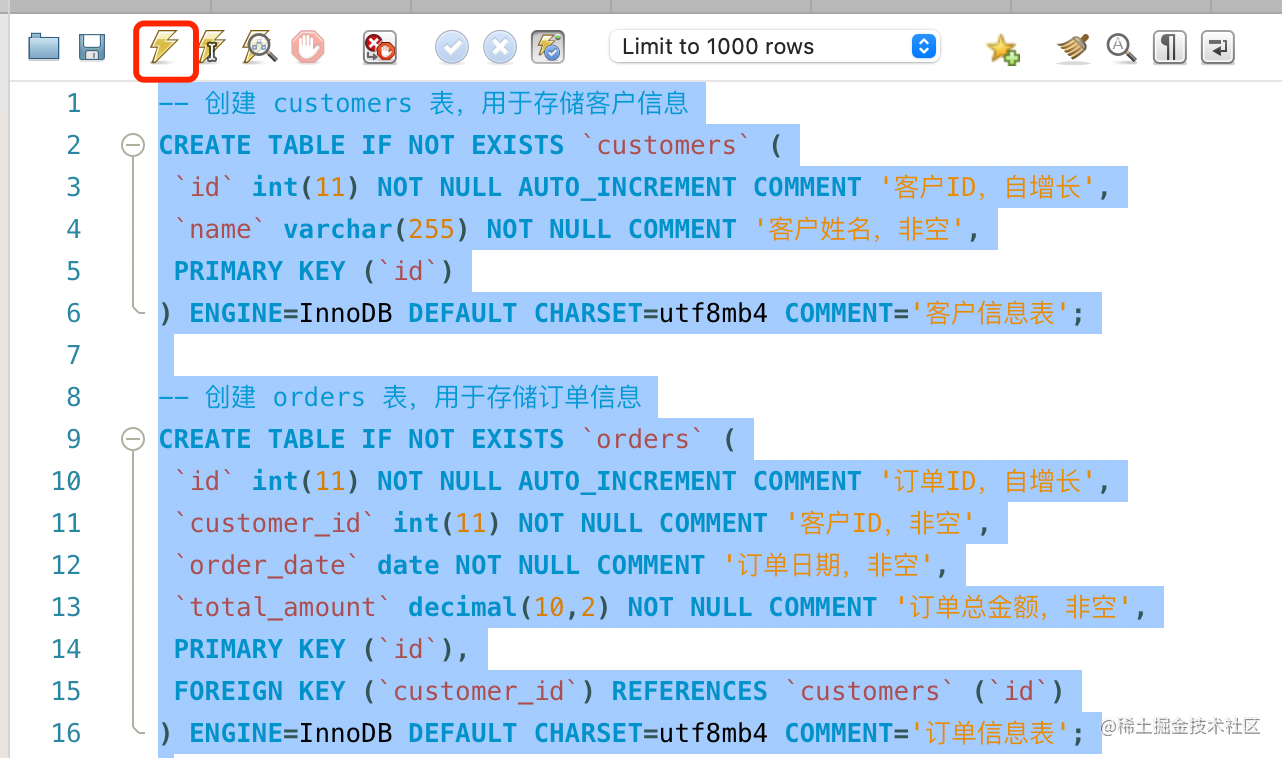 Limit to 1000 rows
1 -- 创建 customers 表，用于存储客户信息
2 CREATE TABLE IF NOT EXISTS `customers` (
3 `id` int(11) NOT NULL AUTO_INCREMENT COMMENT '客户ID，自增长',
4 `name` varchar(255) NOT NULL COMMENT '客户姓名，非空',
5 PRIMARY KEY (`id`)
6 ) ENGINE=InnoDB DEFAULT CHARSET=utf8mb4 COMMENT='客户信息表';
7
8 -- 创建 orders 表，用于存储订单信息
9 CREATE TABLE IF NOT EXISTS `orders` (
10 `id` int(11) NOT NULL AUTO_INCREMENT COMMENT '订单ID，自增长',
11 `customer_id` int(11) NOT NULL COMMENT '客户ID，非空',
12 `order_date` date NOT NULL COMMENT '订单日期，非空',
13 `total_amount` decimal(10,2) NOT NULL COMMENT '订单总金额，非空',
14 PRIMARY KEY (`id`),
15 FOREIGN KEY (`customer_id`) REFERENCES `customers` (`id`)
16 ) ENGINE=InnoDB DEFAULT CHARSET=utf8mb4 COMMENT='订单信息表';
@稀土掘金技术社区